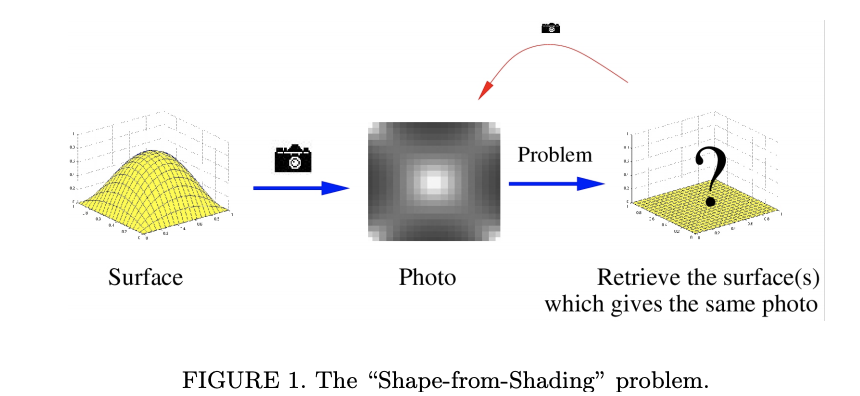 Problem
?
Surface
Photo
Retrieve the surface(s)
which gives the same photo
FIGURE 1. The “Shape-from-Shading” problem.